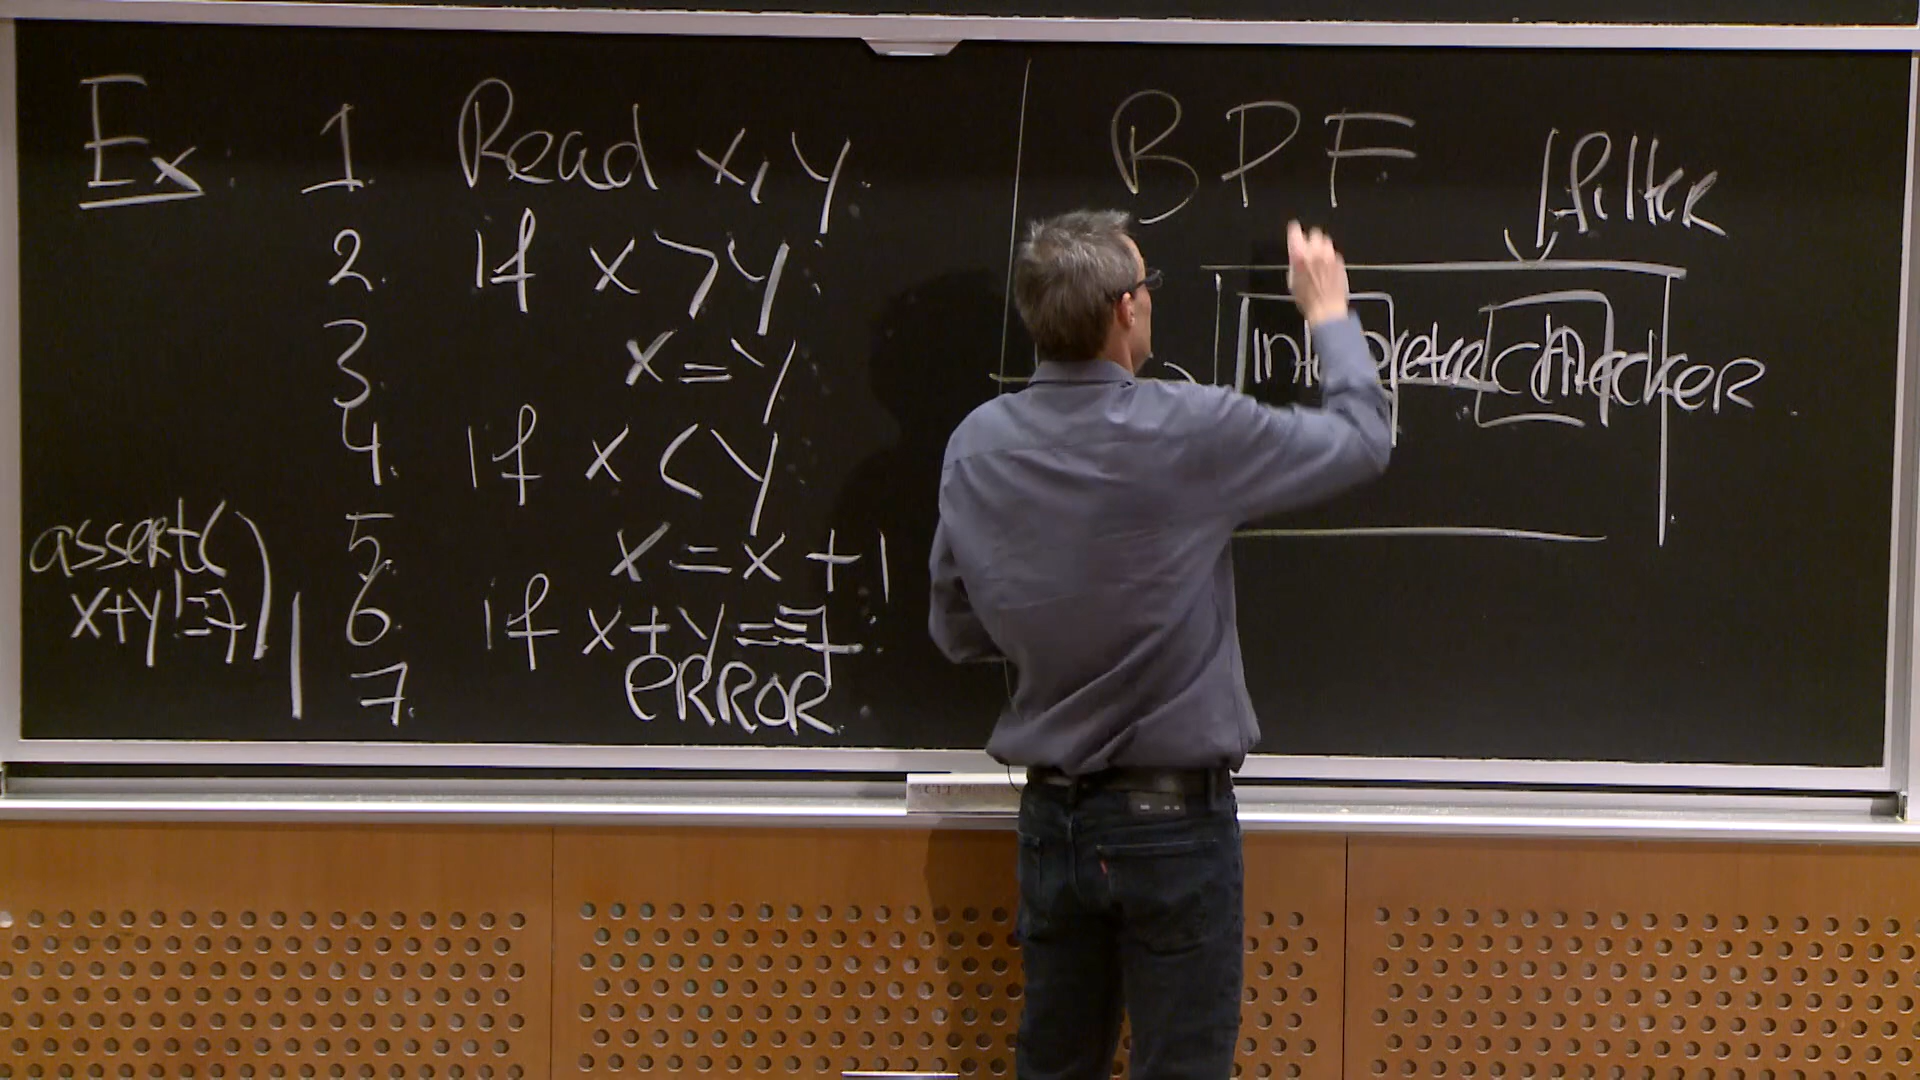 Ex: 1. Read x, y.
2. if x > y:
3. x = y
4. if x < y:
5. x = x + 1
6. if x + y == 7:
7. ERROR.
assert(
x+y != 7)
BPF
filter
interpreter checker